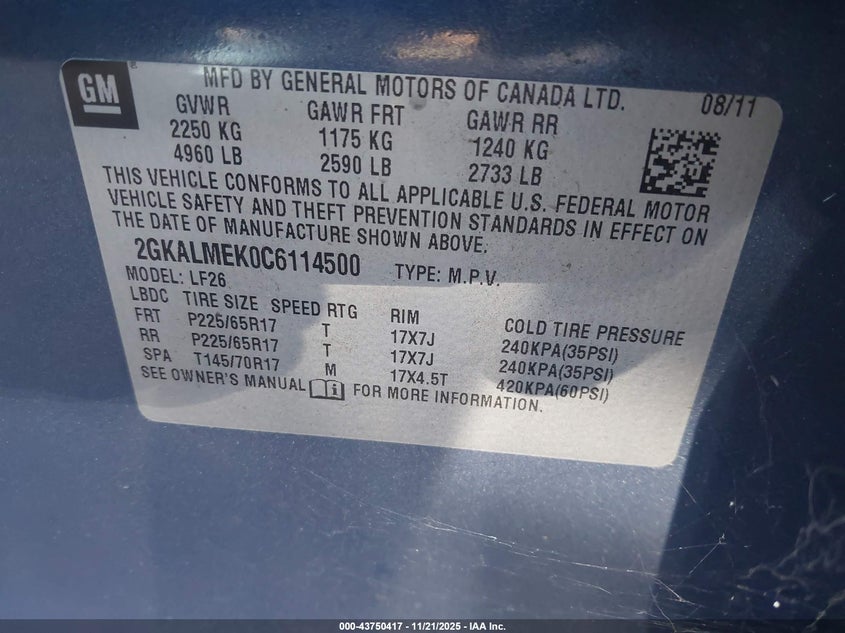 GM
MFD BY GENERAL MOTORS OF CANADA LTD. 08/11
GVWR GAWR FRT GAWR RR
2250 KG 1175 KG 1240 KG
4960 LB 2590 LB 2733 LB
THIS VEHICLE CONFORMS TO ALL APPLICABLE U.S. FEDERAL MOTOR
VEHICLE SAFETY AND THEFT PREVENTION STANDARDS IN EFFECT ON
THE DATE OF MANUFACTURE SHOWN ABOVE.
2GKALMEK0C6114500 TYPE: M.P.V.
MODEL: LF26
LBDC TIRE SIZE SPEED RTG RIM COLD TIRE PRESSURE
FRT P225/65R17 T 17X7J 240KPA(35PSI)
RR P225/65R17 T 17X7J 240KPA(35PSI)
SPA T145/70R17 M 17X4.5T 420KPA(60PSI)
SEE OWNER'S MANUAL FOR MORE INFORMATION.
000-43750417 - 11/21/2025 - IAA Inc.